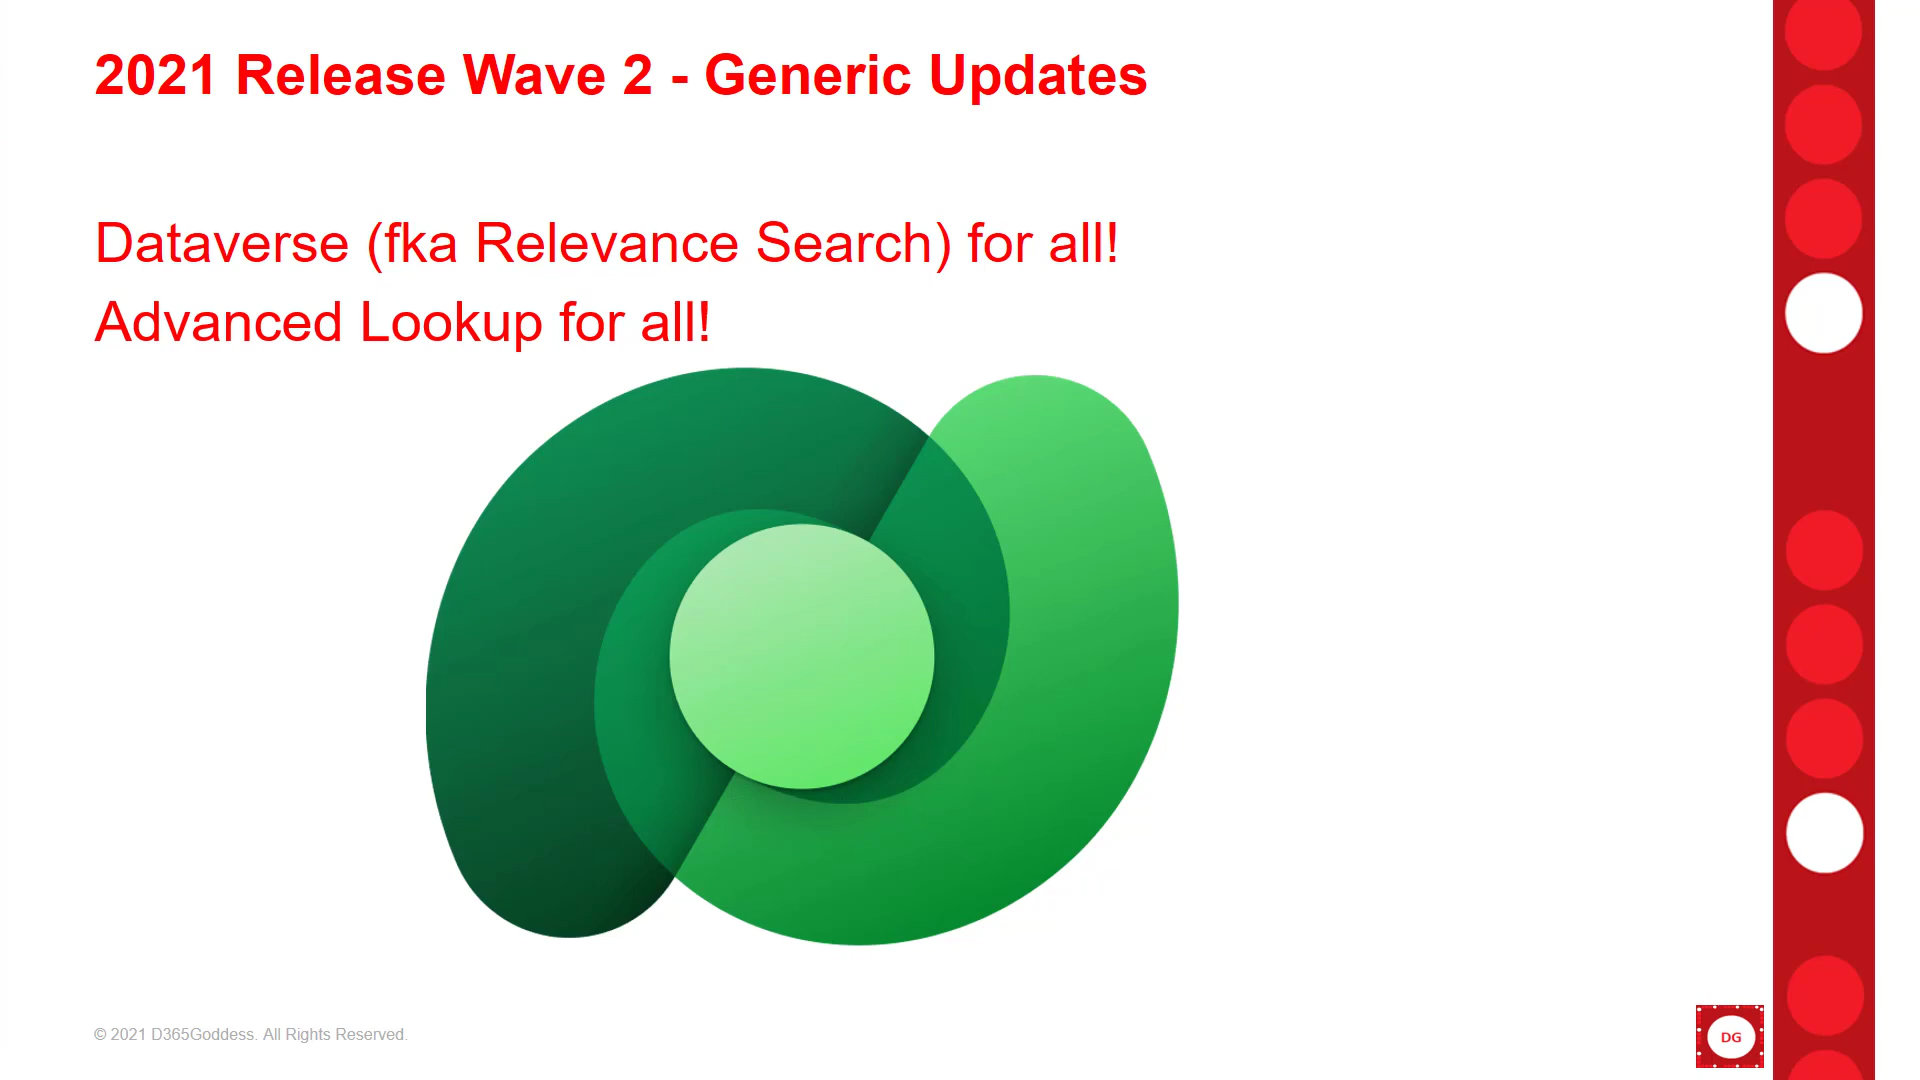 2021 Release Wave 2 - Generic Updates
Dataverse (fka Relevance Search) for all!
Advanced Lookup for all!
© 2021 D365Goddess. All Rights Reserved.
DG